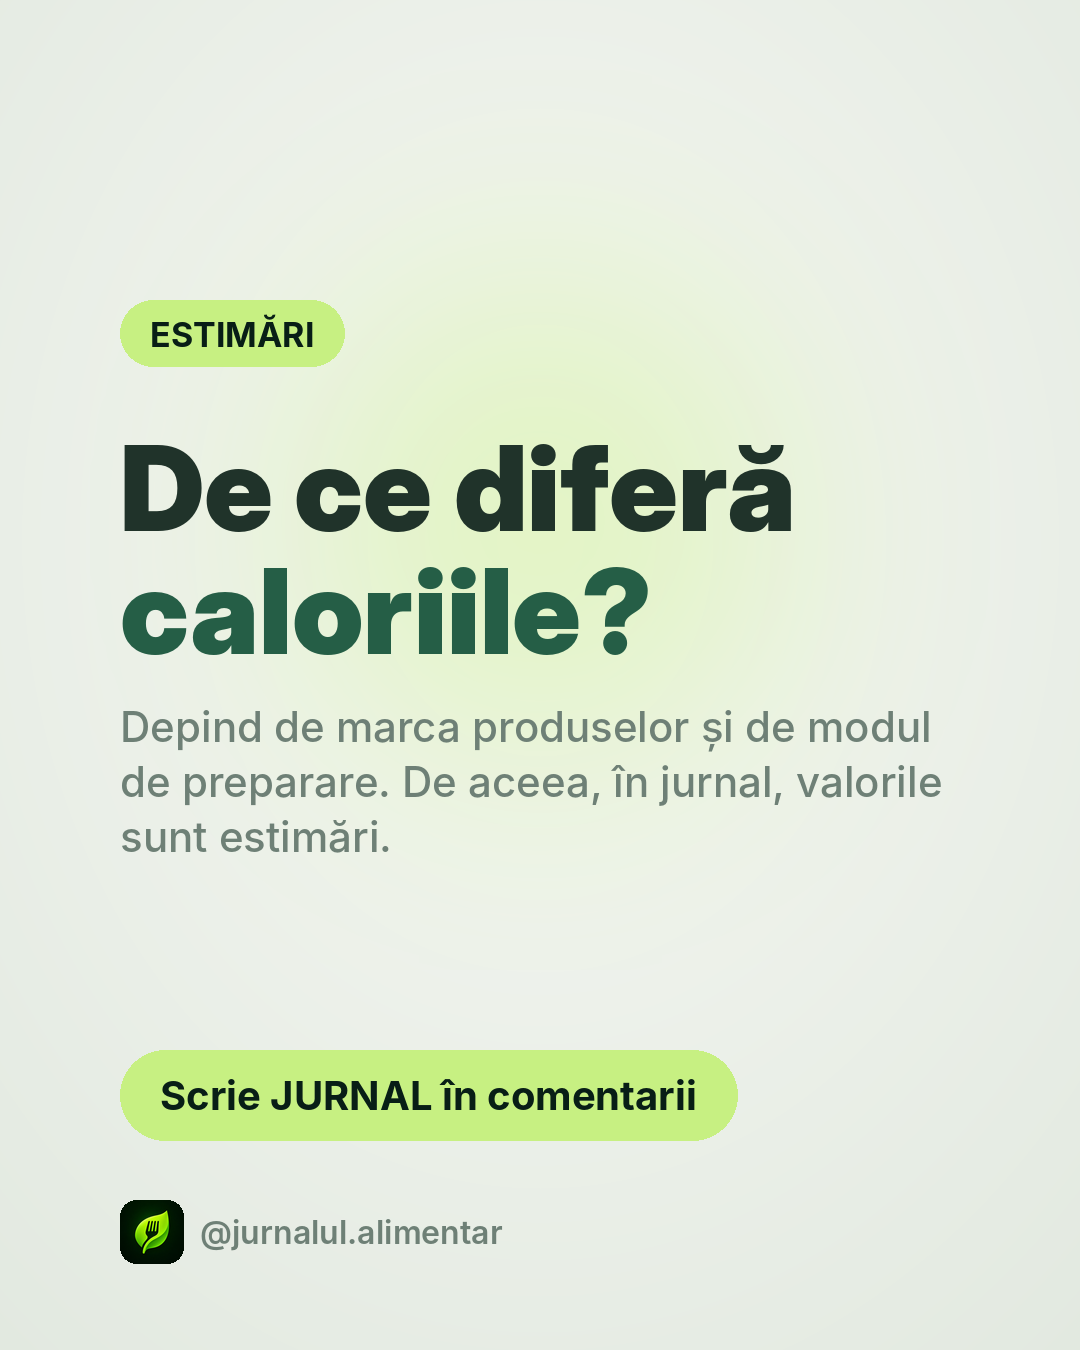 ESTIMĂRI
De ce diferă
caloriile?
Depind de marca produselor și de modul
de preparare. De aceea, în jurnal, valorile
sunt estimări.
Scrie JURNAL în comentarii
@jurnalul.alimentar